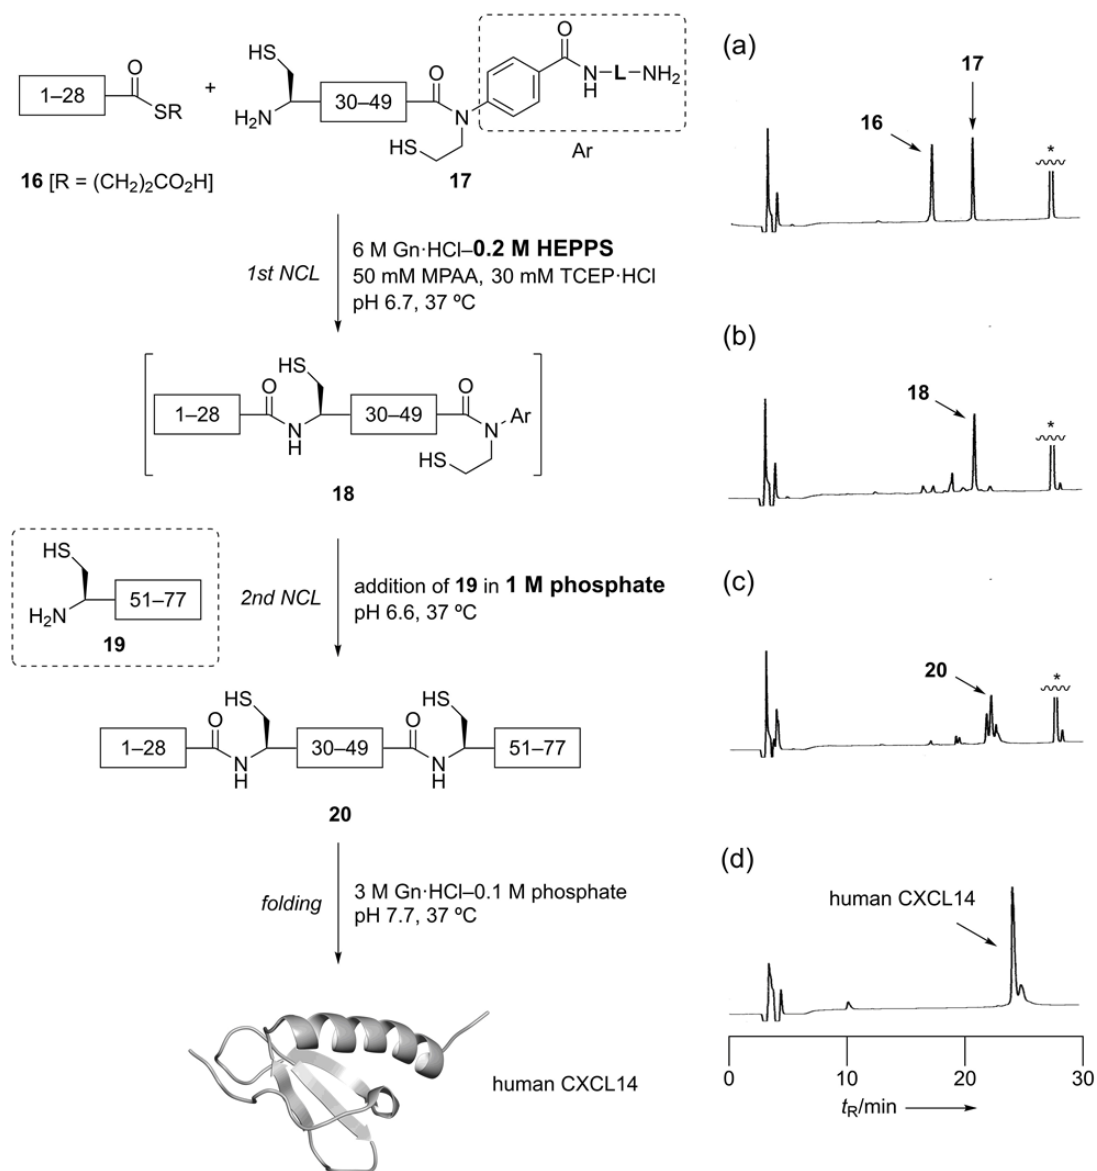 1–28
O
SR
+
HS
H2N
30–49
O
N
HS
O
N
H
L
NH2
Ar
16 [R = (CH2)2CO2H]
17
1st NCL
6 M Gn·HCl–0.2 M HEPPS
50 mM MPAA, 30 mM TCEP·HCl
pH 6.7, 37 ºC
1–28
O
N
H
HS
30–49
O
N
Ar
HS
18
HS
H2N
51–77
19
2nd NCL
addition of 19 in 1 M phosphate
pH 6.6, 37 ºC
1–28
O
N
H
HS
30–49
O
N
H
HS
51–77
20
folding
3 M Gn·HCl–0.1 M phosphate
pH 7.7, 37 ºC
human CXCL14
(a)
16
17
*
(b)
18
*
(c)
20
*
(d)
human CXCL14
0
10
20
30
tR/min